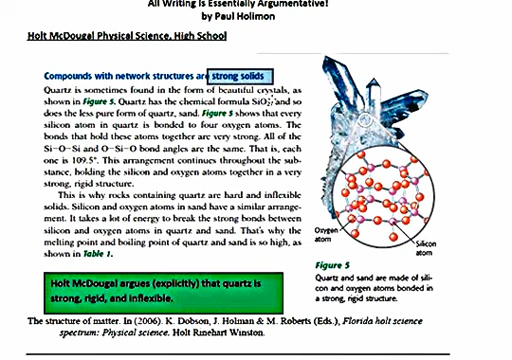 All Writing Is Essentially Argumentative!
by Paul Holimon
Holt McDougal Physical Science, High School
Compounds with network structures are strong solids
Quartz is sometimes found in the form of beautiful crystals, as
shown in Figure 5. Quartz has the chemical formula SiO₂, and so
does the less pure form of quartz, sand. Figure 5 shows that every
silicon atom in quartz is bonded to four oxygen atoms. The
bonds that hold these atoms together are very strong. All of the
Si—O—Si and O—Si—O bond angles are the same. That is, each
one is 109.5°. This arrangement continues throughout the sub-
stance, holding the silicon and oxygen atoms together in a very
strong, rigid structure.
This is why rocks containing quartz are hard and inflexible
solids. Silicon and oxygen atoms in sand have a similar arrange-
ment. It takes a lot of energy to break the strong bonds between
silicon and oxygen atoms in quartz and sand. That's why the
melting point and boiling point of quartz and sand is so high, as
shown in Table 1.
Oxygen
atom
Silicon
atom
Figure 5
Quartz and sand are made of sili-
con and oxygen atoms bonded in
a strong, rigid structure.
Holt McDougal argues (explicitly) that quartz is
strong, rigid, and inflexible.
The structure of matter. In (2006). K. Dobson, J. Holman & M. Roberts (Eds.), Florida holt science
spectrum: Physical science. Holt Rinehart Winston.